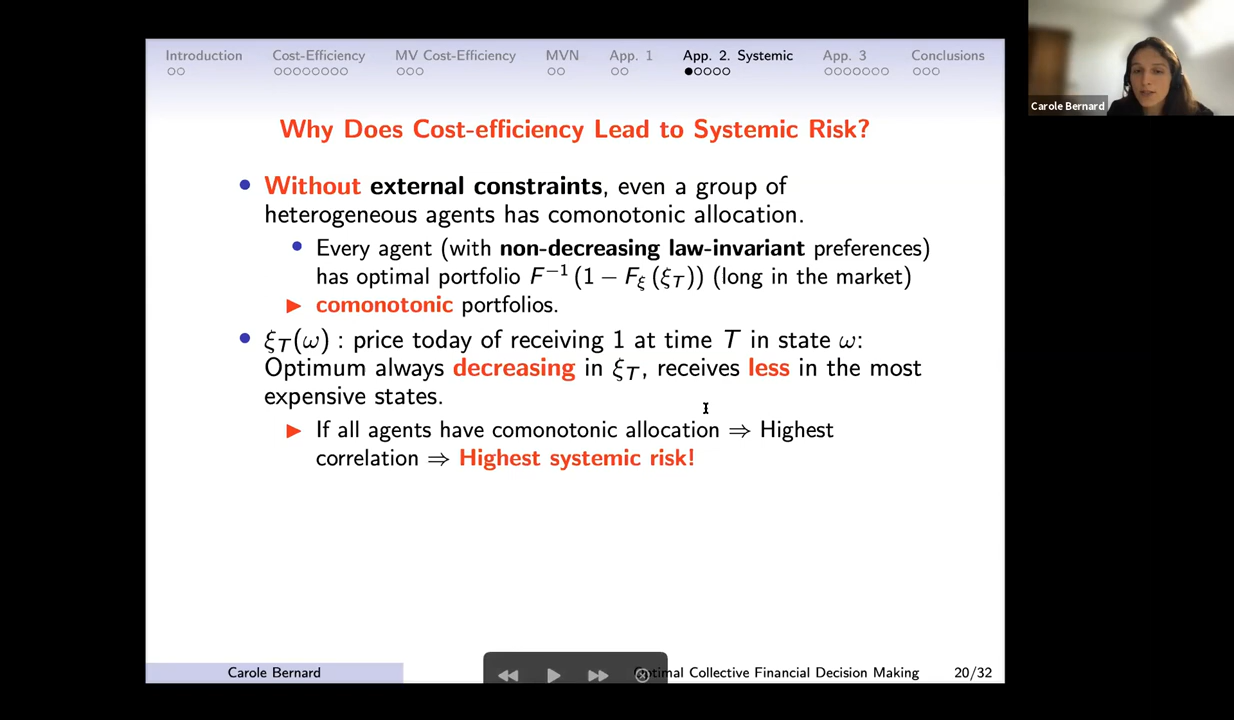 Introduction Cost-Efficiency MV Cost-Efficiency MVN App. 1 App. 2. Systemic App. 3 Conclusions
Carole Bernard
Why Does Cost-efficiency Lead to Systemic Risk?
Without external constraints, even a group of
heterogeneous agents has comonotonic allocation.
Every agent (with non-decreasing law-invariant preferences)
has optimal portfolio F⁻¹ (1 − F_ξ (ξ_T)) (long in the market)
comonotonic portfolios.
ξ_T(ω) : price today of receiving 1 at time T in state ω:
Optimum always decreasing in ξ_T, receives less in the most
expensive states.
If all agents have comonotonic allocation ⇒ Highest
correlation ⇒ Highest systemic risk!
Carole Bernard Collective Financial Decision Making 20/32